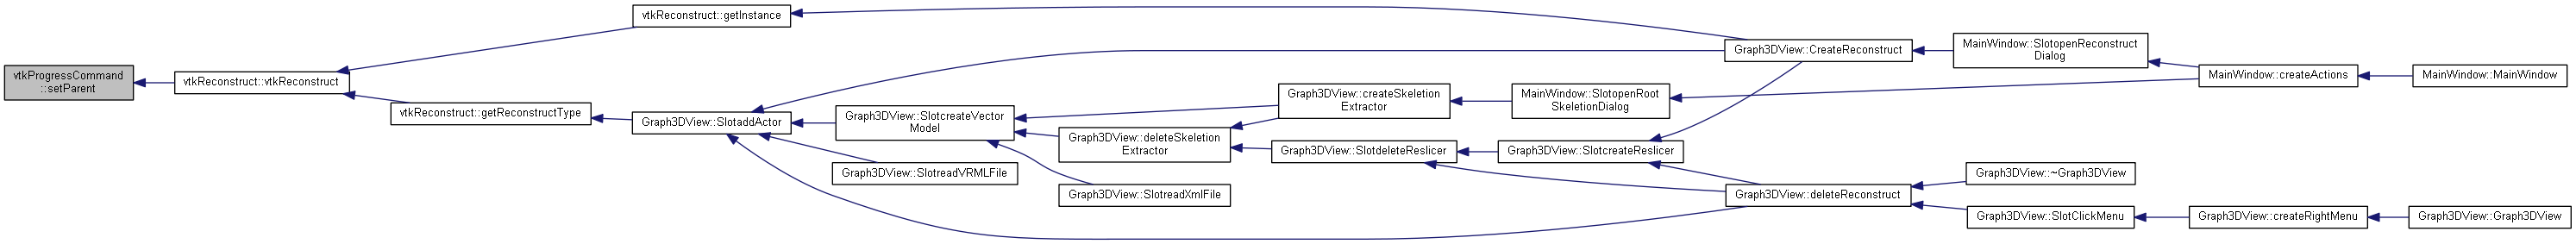 vtkProgressCommand
::setParent
vtkReconstruct::vtkReconstruct
vtkReconstruct::getInstance
vtkReconstruct::getReconstructType
Graph3DView::SlotaddActor
Graph3DView::SlotcreateVector
Model
Graph3DView::SlotreadVRMLFile
Graph3DView::createSkeletion
Extractor
Graph3DView::deleteSkeletion
Extractor
Graph3DView::SlotreadXmlFile
Graph3DView::SlotdeleteReslicer
MainWindow::SlotopenRoot
SkeletionDialog
Graph3DView::SlotcreateReslicer
Graph3DView::CreateReconstruct
Graph3DView::deleteReconstruct
MainWindow::SlotopenReconstruct
Dialog
Graph3DView::~Graph3DView
Graph3DView::SlotClickMenu
MainWindow::createActions
Graph3DView::createRightMenu
MainWindow::MainWindow
Graph3DView::Graph3DView